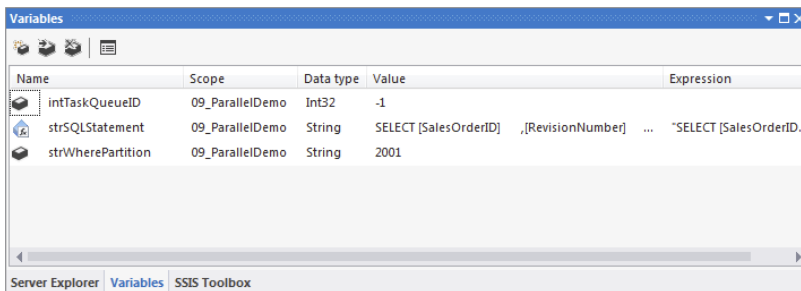 Variables
Name Scope Data type Value Expression
intTaskQueueID 09_ParallelDemo Int32 -1
strSQLStatement 09_ParallelDemo String SELECT [SalesOrderID] ,[RevisionNumber] ... "SELECT [SalesOrderID.
strWherePartition 09_ParallelDemo String 2001
Server Explorer Variables SSIS Toolbox